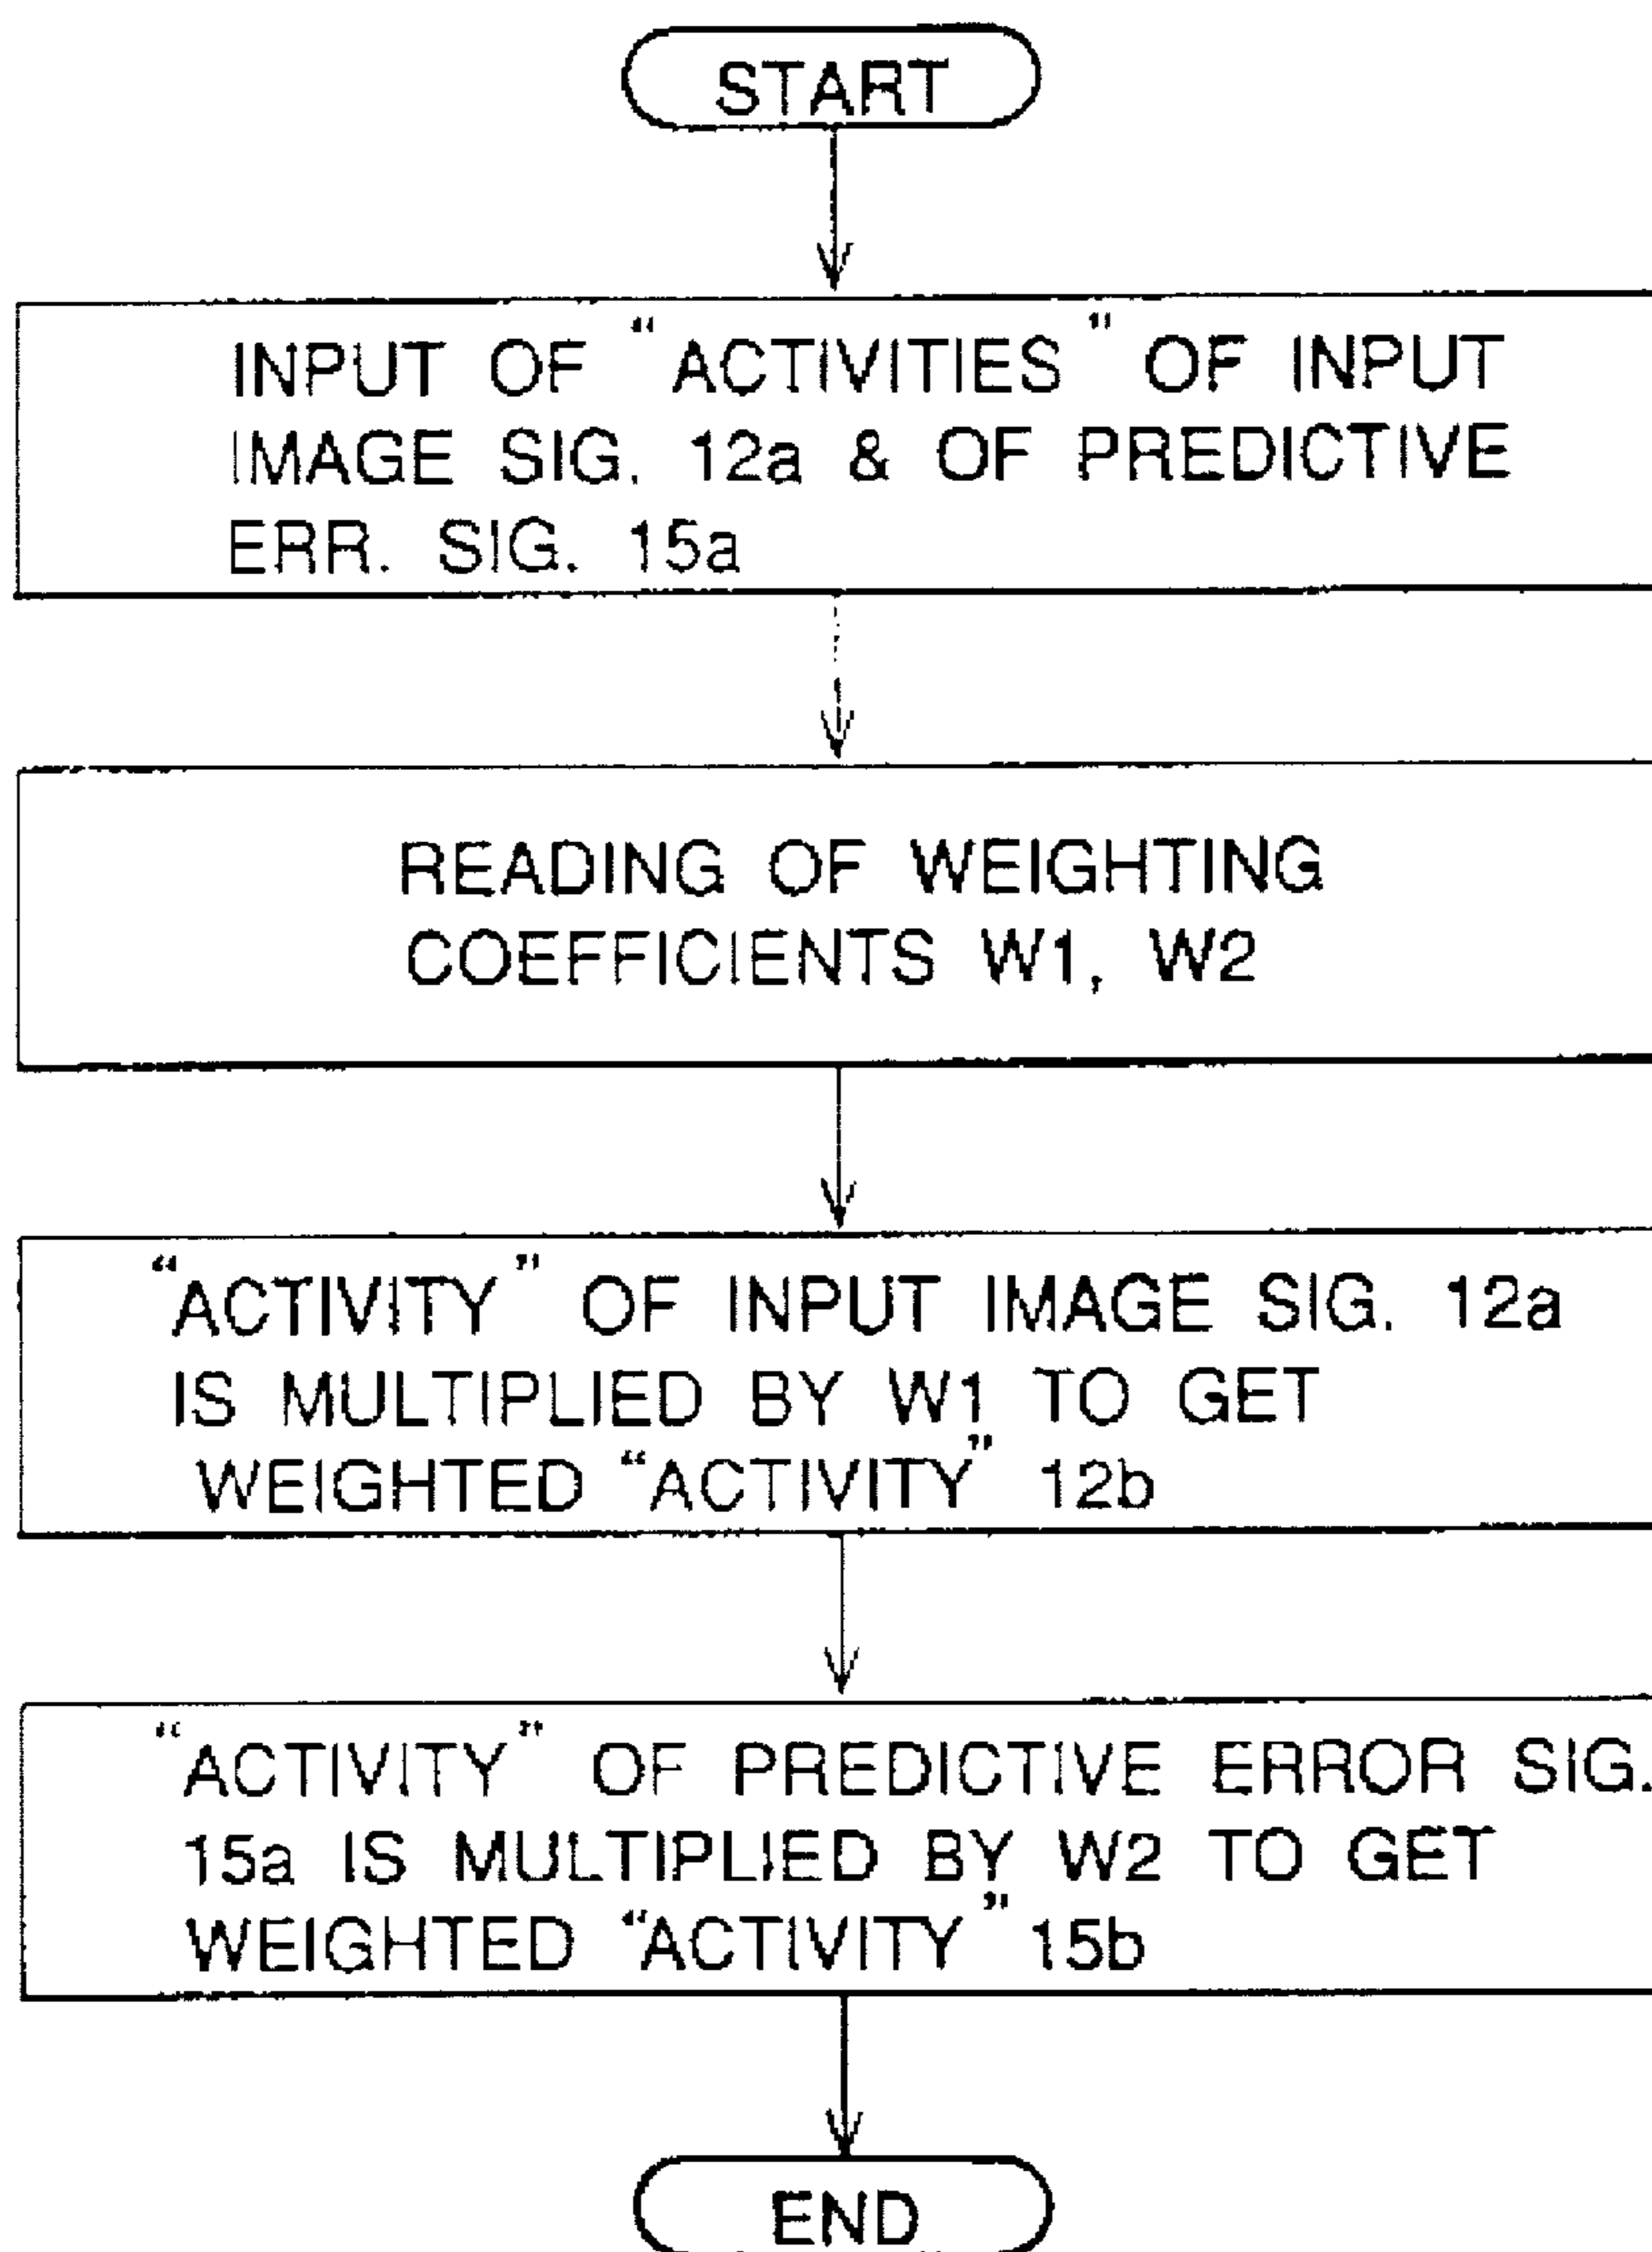 START
INPUT OF "ACTIVITIES" OF INPUT
IMAGE SIG. 12a & OF PREDICTIVE
ERR. SIG. 15a
READING OF WEIGHTING
COEFFICIENTS W1, W2
"ACTIVITY" OF INPUT IMAGE SIG. 12a
IS MULTIPLIED BY W1 TO GET
WEIGHTED "ACTIVITY" 12b
"ACTIVITY" OF PREDICTIVE ERROR SIG.
15a IS MULTIPLIED BY W2 TO GET
WEIGHTED "ACTIVITY" 15b
END